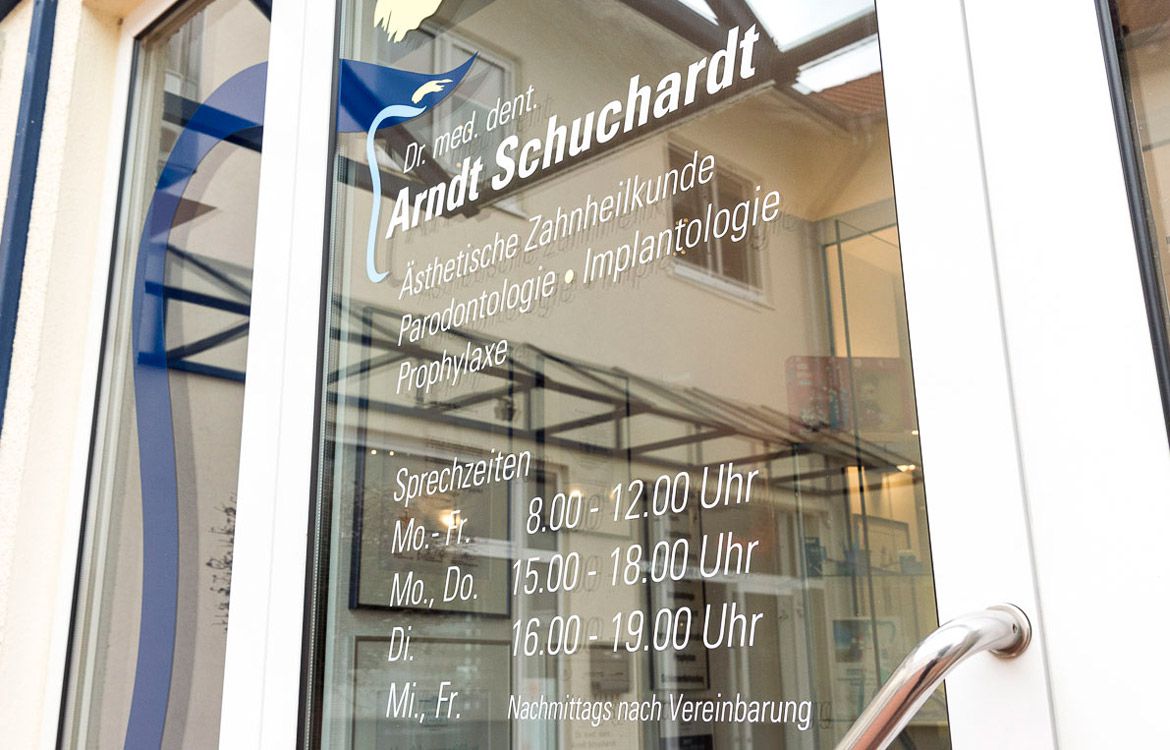 Dr. med. dent.
Arndt Schuchardt
Ästhetische Zahnheilkunde
Parodontologie • Implantologie
Prophylaxe
Sprechzeiten
Mo.-Fr. 8.00 - 12.00 Uhr
Mo., Do. 15.00 - 18.00 Uhr
Di. 16.00 - 19.00 Uhr
Mi., Fr. Nachmittags nach Vereinbarung